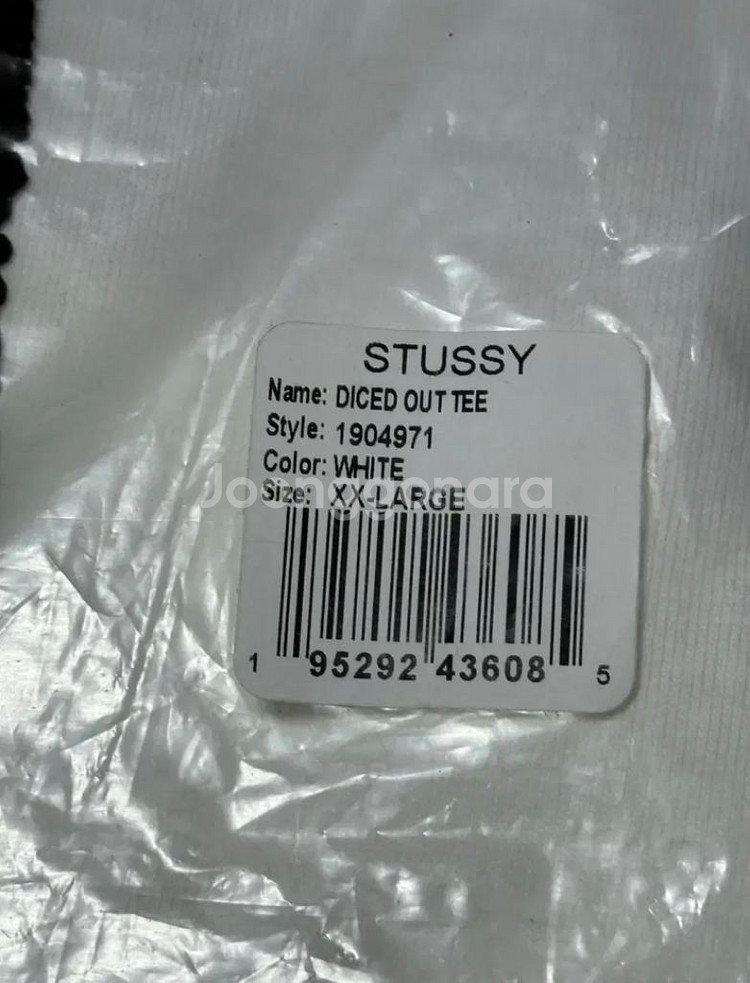 STUSSY
Name: DICED OUT TEE
Style: 1904971
Color: WHITE
Joonggonara
Size: XX-LARGE
1 95292 43608 5